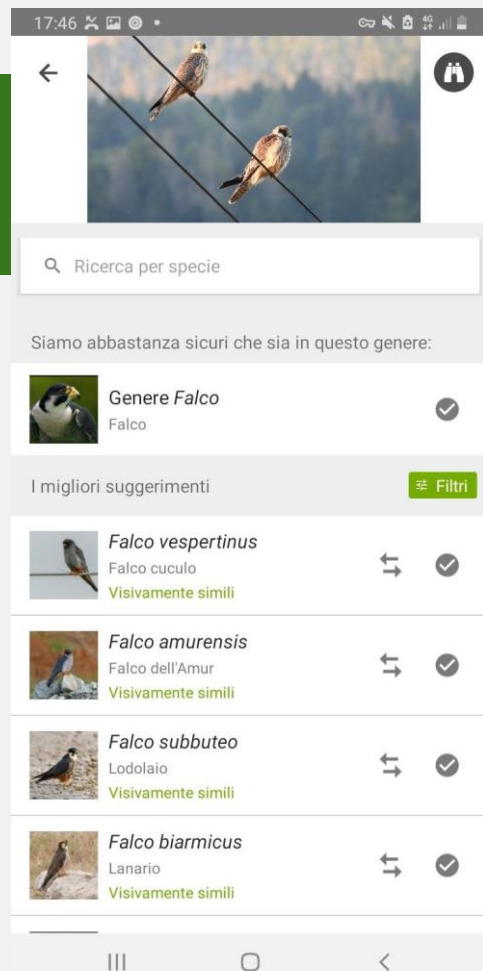 17:46
4G
Ricerca per specie
Siamo abbastanza sicuri che sia in questo genere:
Genere Falco
Falco
I migliori suggerimenti
Filtri
Falco vespertinus
Falco cuculo
Visivamente simili
Falco amurensis
Falco dell'Amur
Visivamente simili
Falco subbuteo
Lodolaio
Visivamente simili
Falco biarmicus
Lanario
Visivamente simili